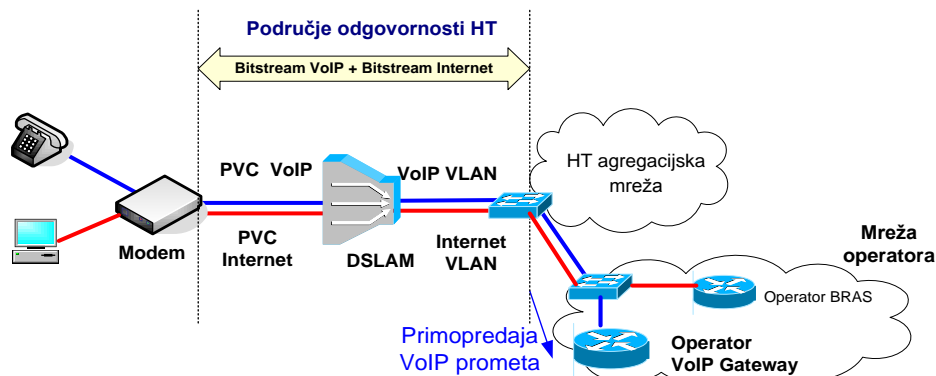 Područje odgovornosti HT
Bitstream VoIP + Bitstream Internet
PVC VoIP
VoIP VLAN
HT agregacijska
mreža
Modem
PVC
Internet
DSLAM
Internet
VLAN
Mreža
operatora
Operator BRAS
Primopredaja
VoIP prometa
Operator
VoIP Gateway